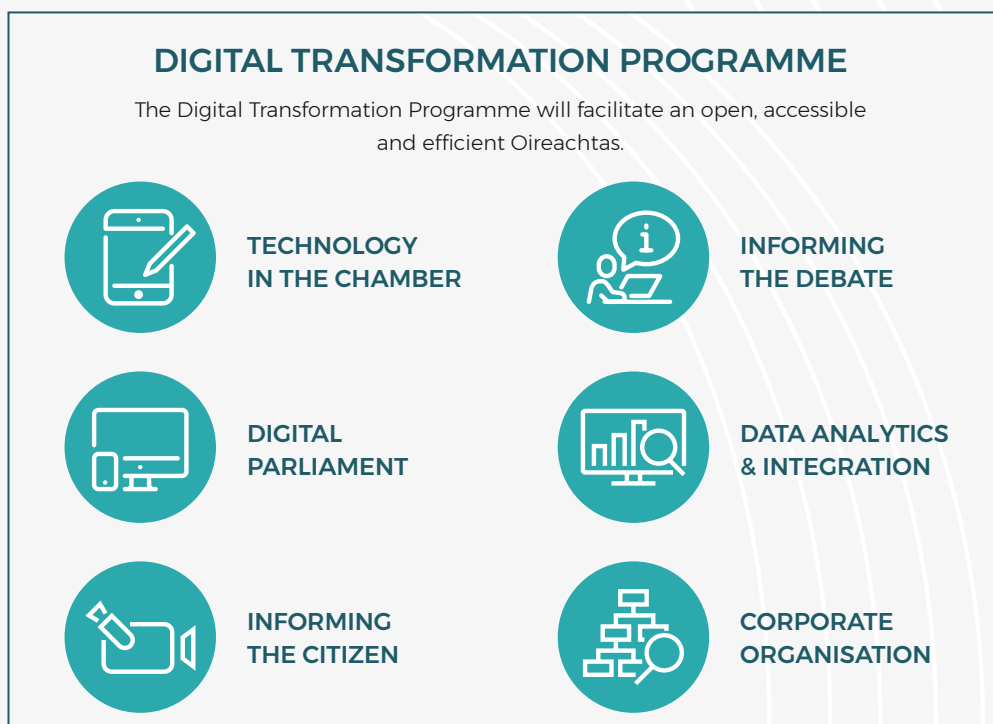 DIGITAL TRANSFORMATION PROGRAMME
The Digital Transformation Programme will facilitate an open, accessible
and efficient Oireachtas.
TECHNOLOGY
IN THE CHAMBER
i
INFORMING
THE DEBATE
DIGITAL
PARLIAMENT
DATA ANALYTICS
& INTEGRATION
INFORMING
THE CITIZEN
CORPORATE
ORGANISATION